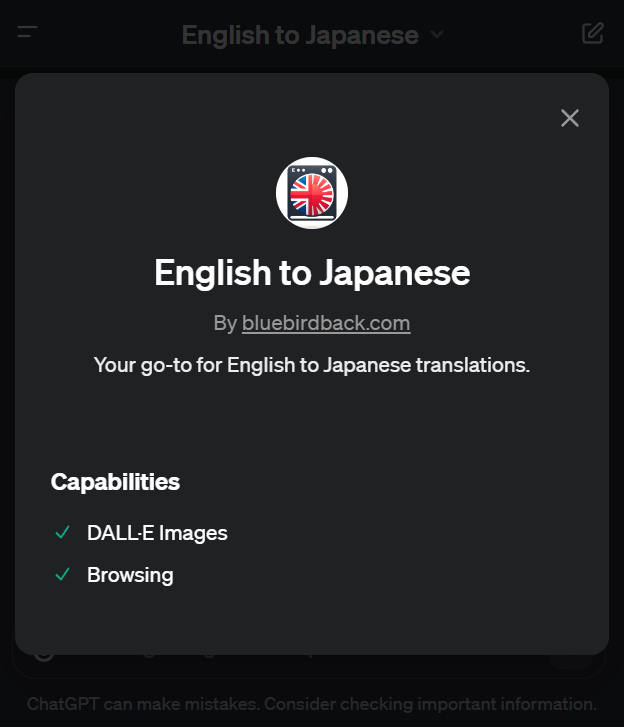 English to Japanese
English to Japanese
By bluebirdback.com
Your go-to for English to Japanese translations.
Capabilities
DALL·E Images
Browsing
ChatGPT can make mistakes. Consider checking important information.